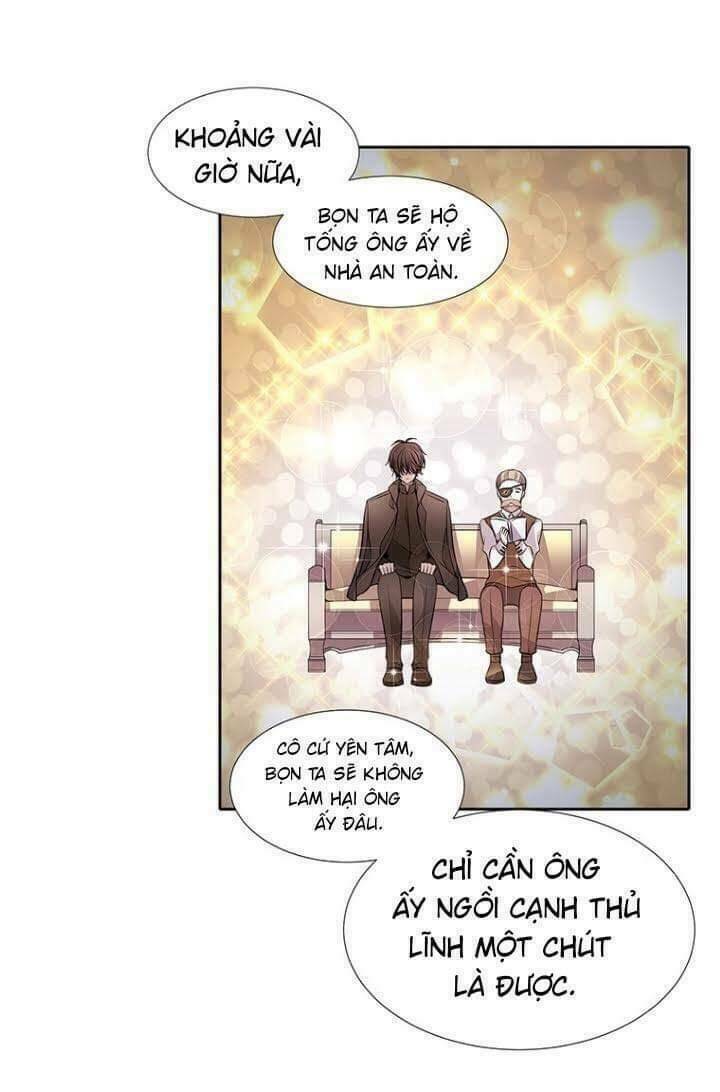 KHOẢNG VÀI
GIỜ NỮA,
BỌN TA SẼ HỘ
TỐNG ÔNG ẤY VỀ
NHÀ AN TOÀN.
CÔ CỨ YÊN TÂM,
BỌN TA SẼ KHÔNG
LÀM HẠI ÔNG
ẤY ĐÂU.
CHỈ CẦN ÔNG
ẤY NGỒI CẠNH THỦ
LĨNH MỘT CHÚT
LÀ ĐƯỢC.